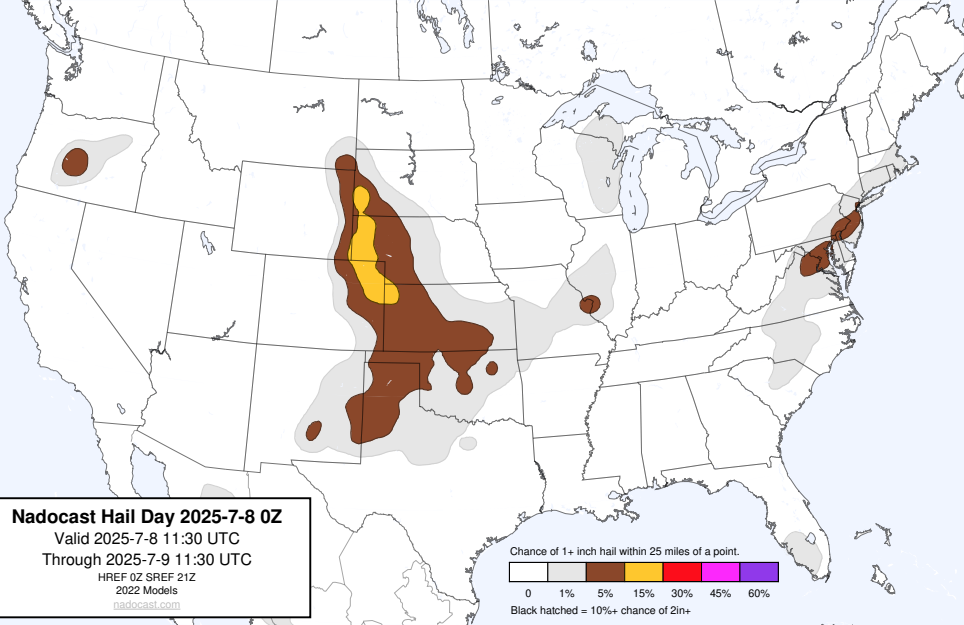 Nadocast Hail Day 2025-7-8 0Z
Valid 2025-7-8 11:30 UTC
Through 2025-7-9 11:30 UTC
HREF 0Z SREF 21Z
2022 Models
nadocast.com
Chance of 1+ inch hail within 25 miles of a point.
0 1% 5% 15% 30% 45% 60%
Black hatched = 10%+ chance of 2in+